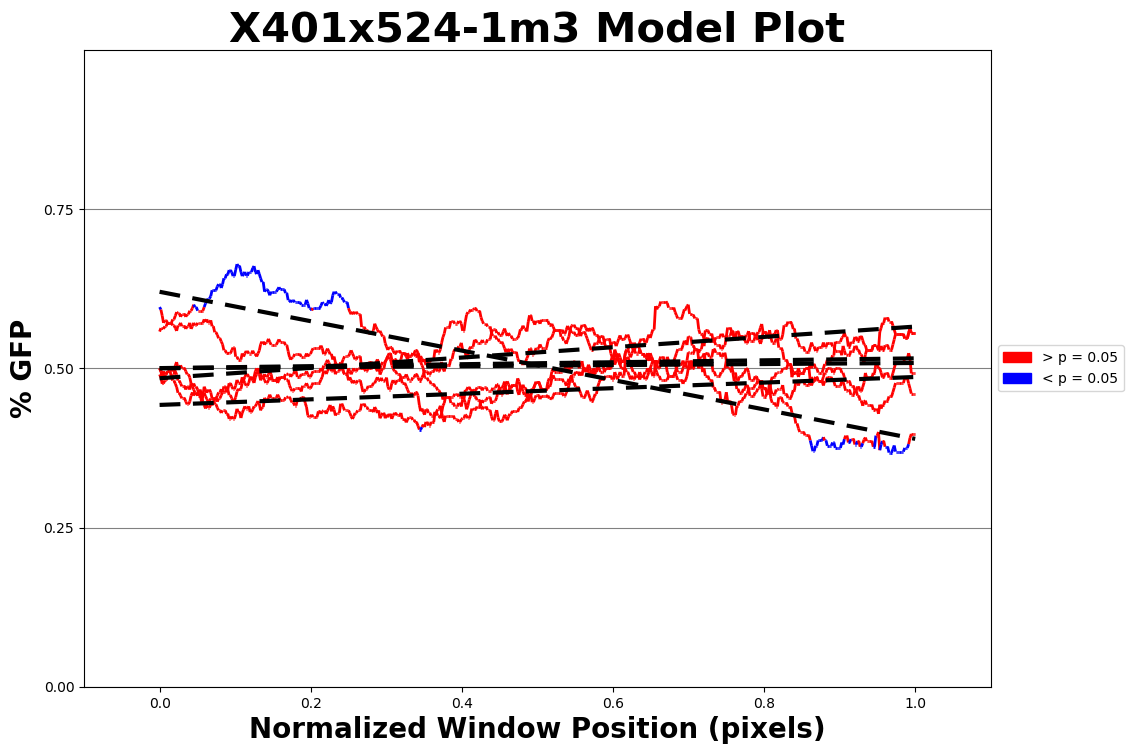 X401x524-1m3 Model Plot
% GFP
0.75
0.50
0.25
0.00
0.0 0.2 0.4 0.6 0.8 1.0
Normalized Window Position (pixels)
> p = 0.05
< p = 0.05